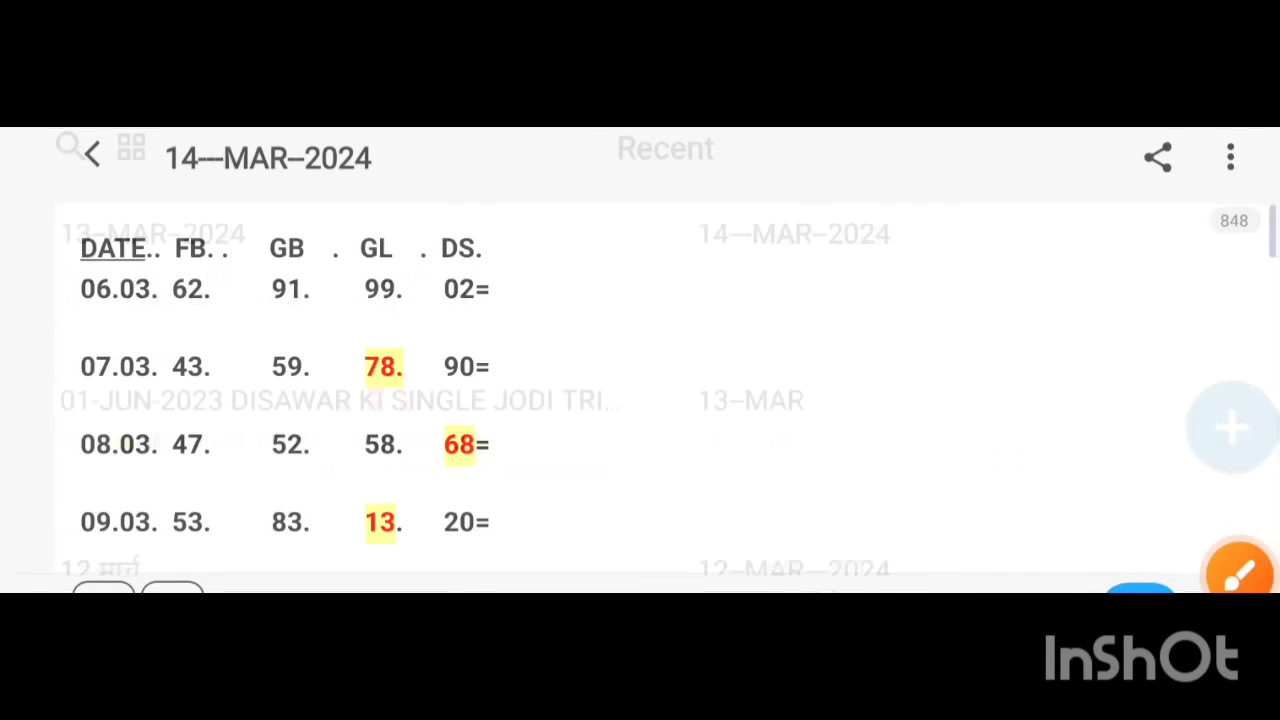 14---MAR–2024
Recent
848
13–MAR–2024
14—MAR–2024
DATE.. FB. . GB . GL . DS.
06.03. 62. 91. 99. 02=
07.03. 43. 59. 78. 90=
01-JUN-2023 DISAWAR KI SINGLE JODI TRI...
13–MAR
08.03. 47. 52. 58. 68=
09.03. 53. 83. 13. 20=
12 मार्च
12–MAR—2024
InShOt